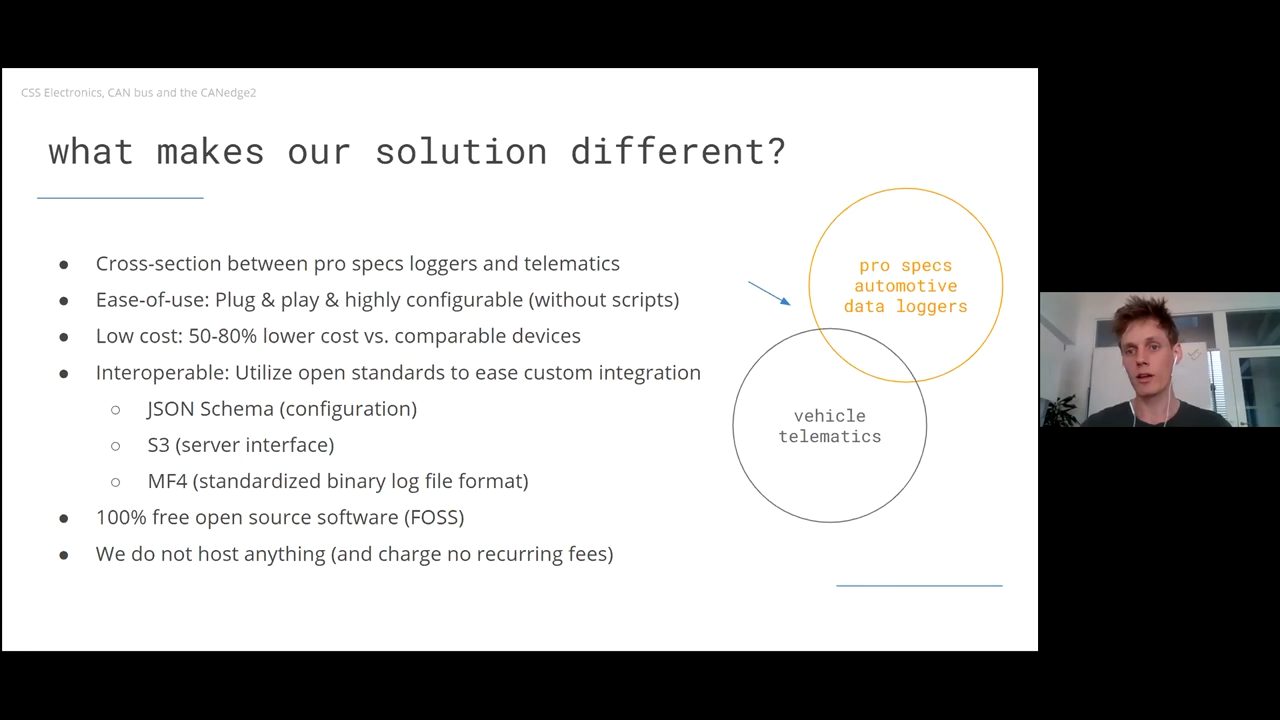 CSS Electronics, CAN bus and the CANedge2
what makes our solution different?
● Cross-section between pro specs loggers and telematics
● Ease-of-use: Plug & play & highly configurable (without scripts)
● Low cost: 50-80% lower cost vs. comparable devices
● Interoperable: Utilize open standards to ease custom integration
○ JSON Schema (configuration)
○ S3 (server interface)
○ MF4 (standardized binary log file format)
● 100% free open source software (FOSS)
● We do not host anything (and charge no recurring fees)
pro specs
automotive
data loggers
vehicle
telematics